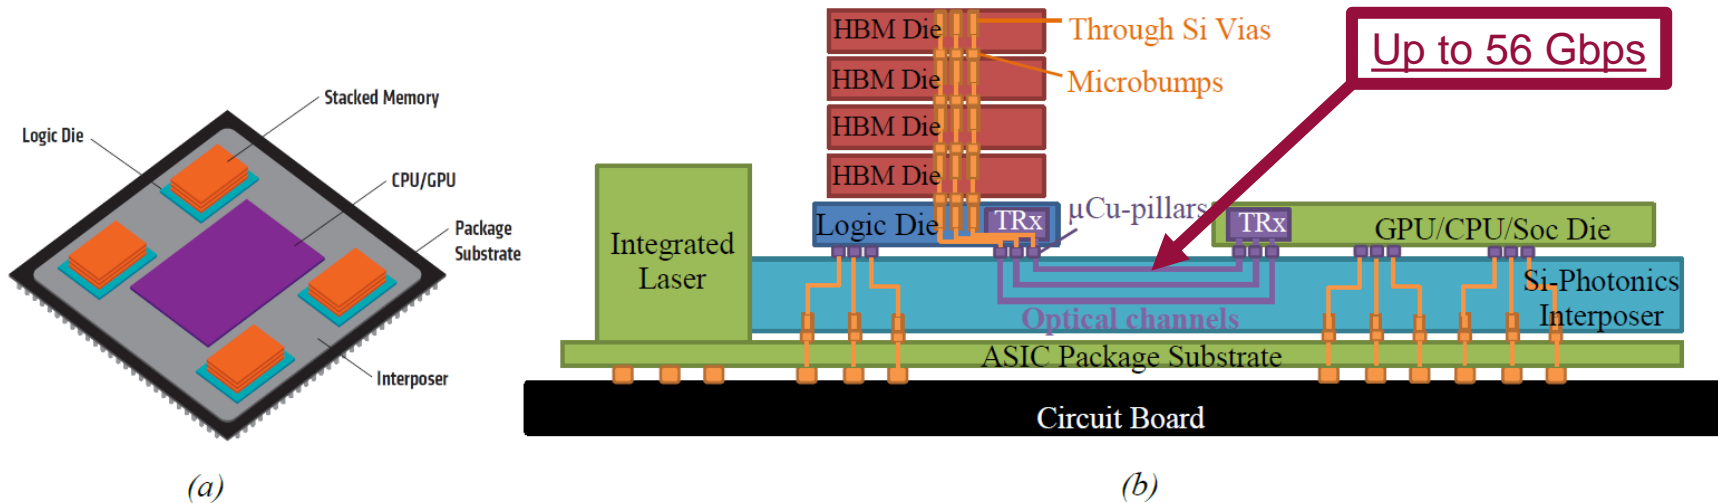 Stacked Memory
Logic Die
CPU/GPU
Package
Substrate
Interposer
(a)
HBM Die
HBM Die
HBM Die
HBM Die
Through Si Vias
Microbumps
Up to 56 Gbps
Integrated
Laser
Logic Die
TRx
µCu-pillars
TRx
GPU/CPU/Soc Die
Si-Photonics
Interposer
Optical channels
ASIC Package Substrate
Circuit Board
(b)